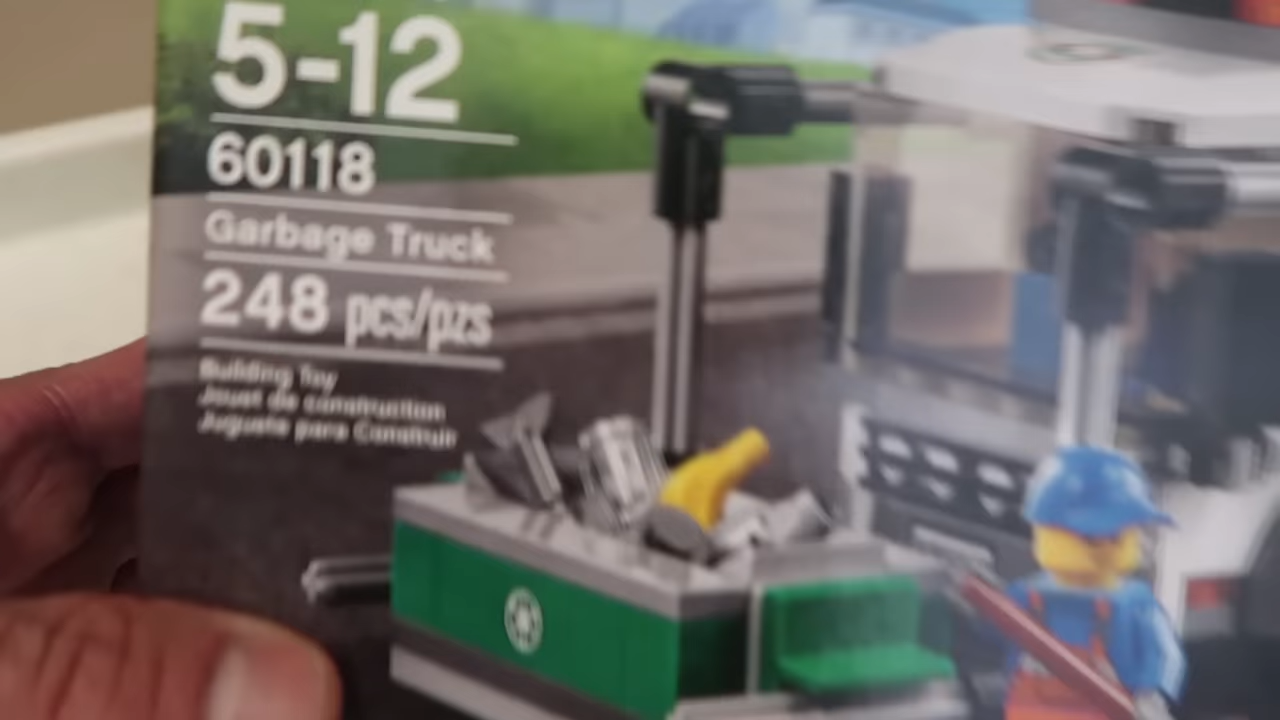 5-12
60118
Garbage Truck
248 pcs/pzs
Building Toy
Jouet de construction
Juguete para Construir